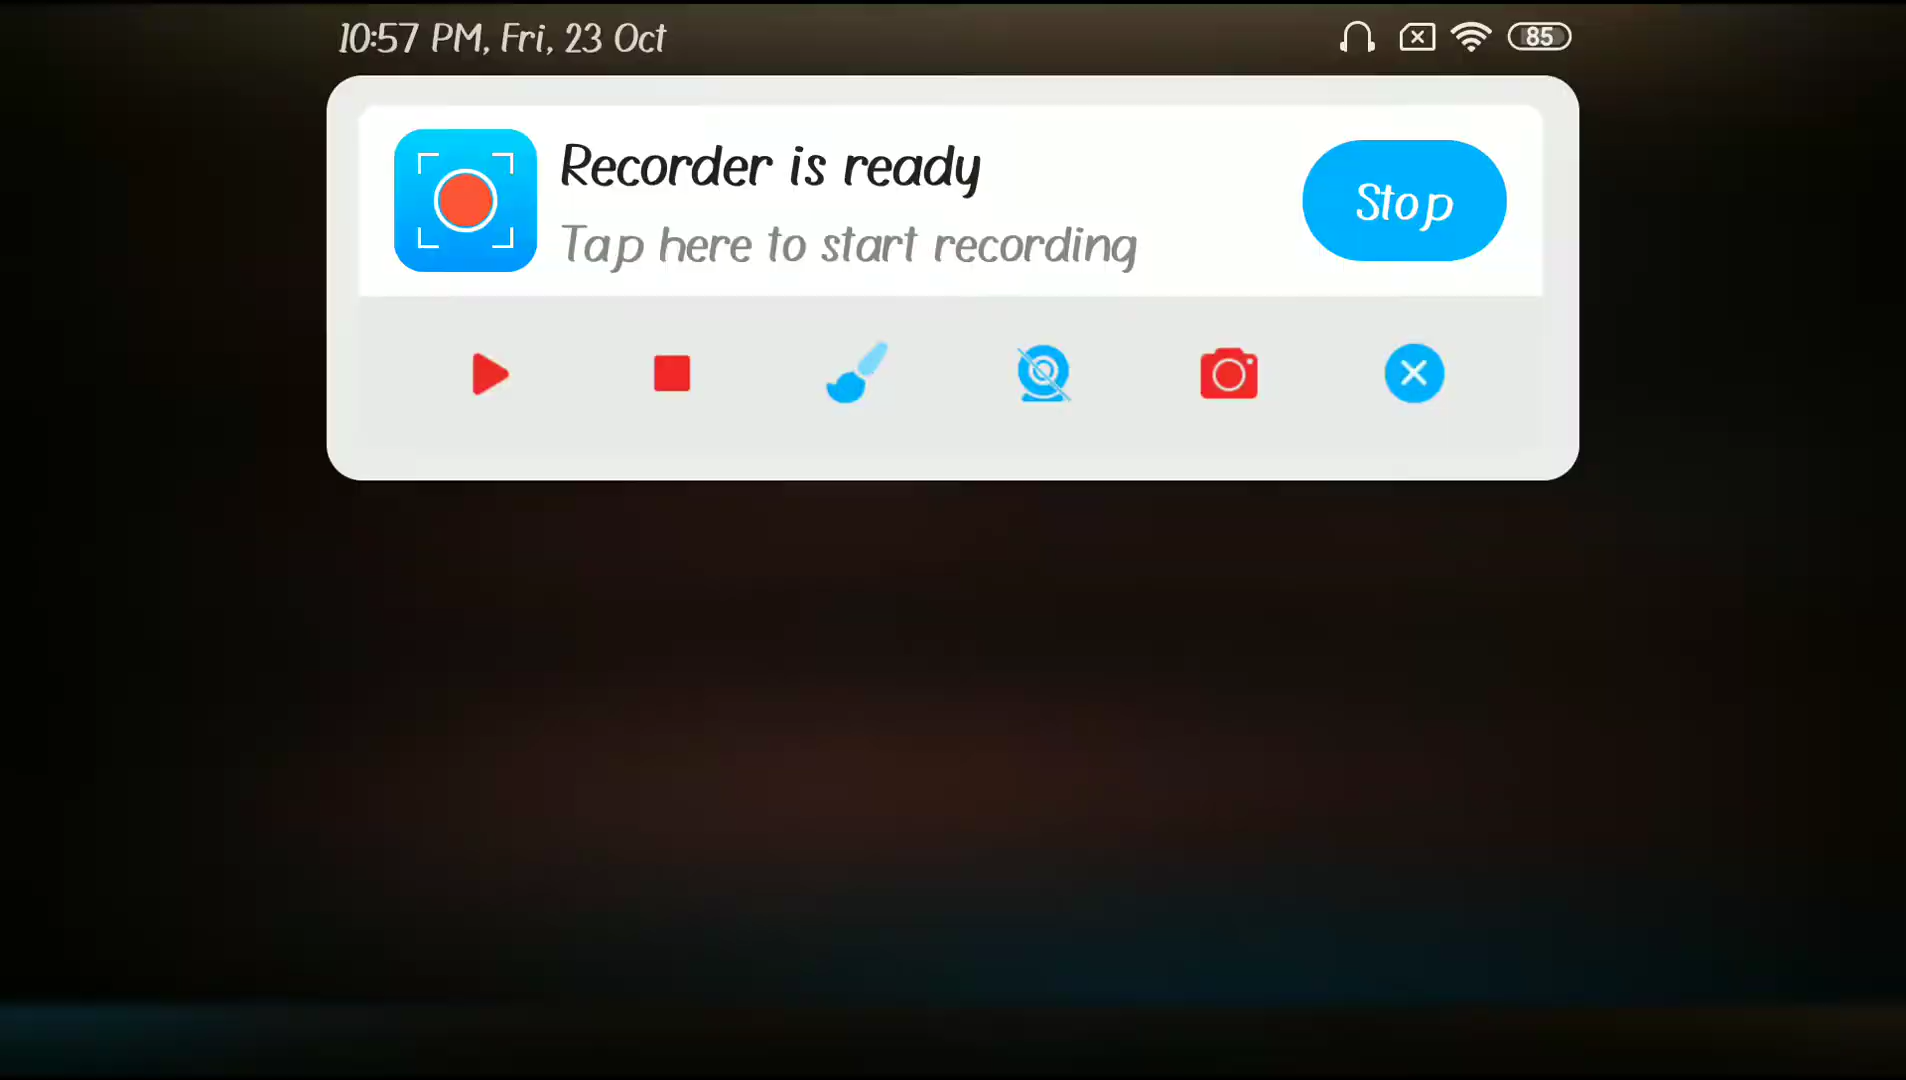 10:57 PM, Fri, 23 Oct
85
Recorder is ready
Tap here to start recording
Stop